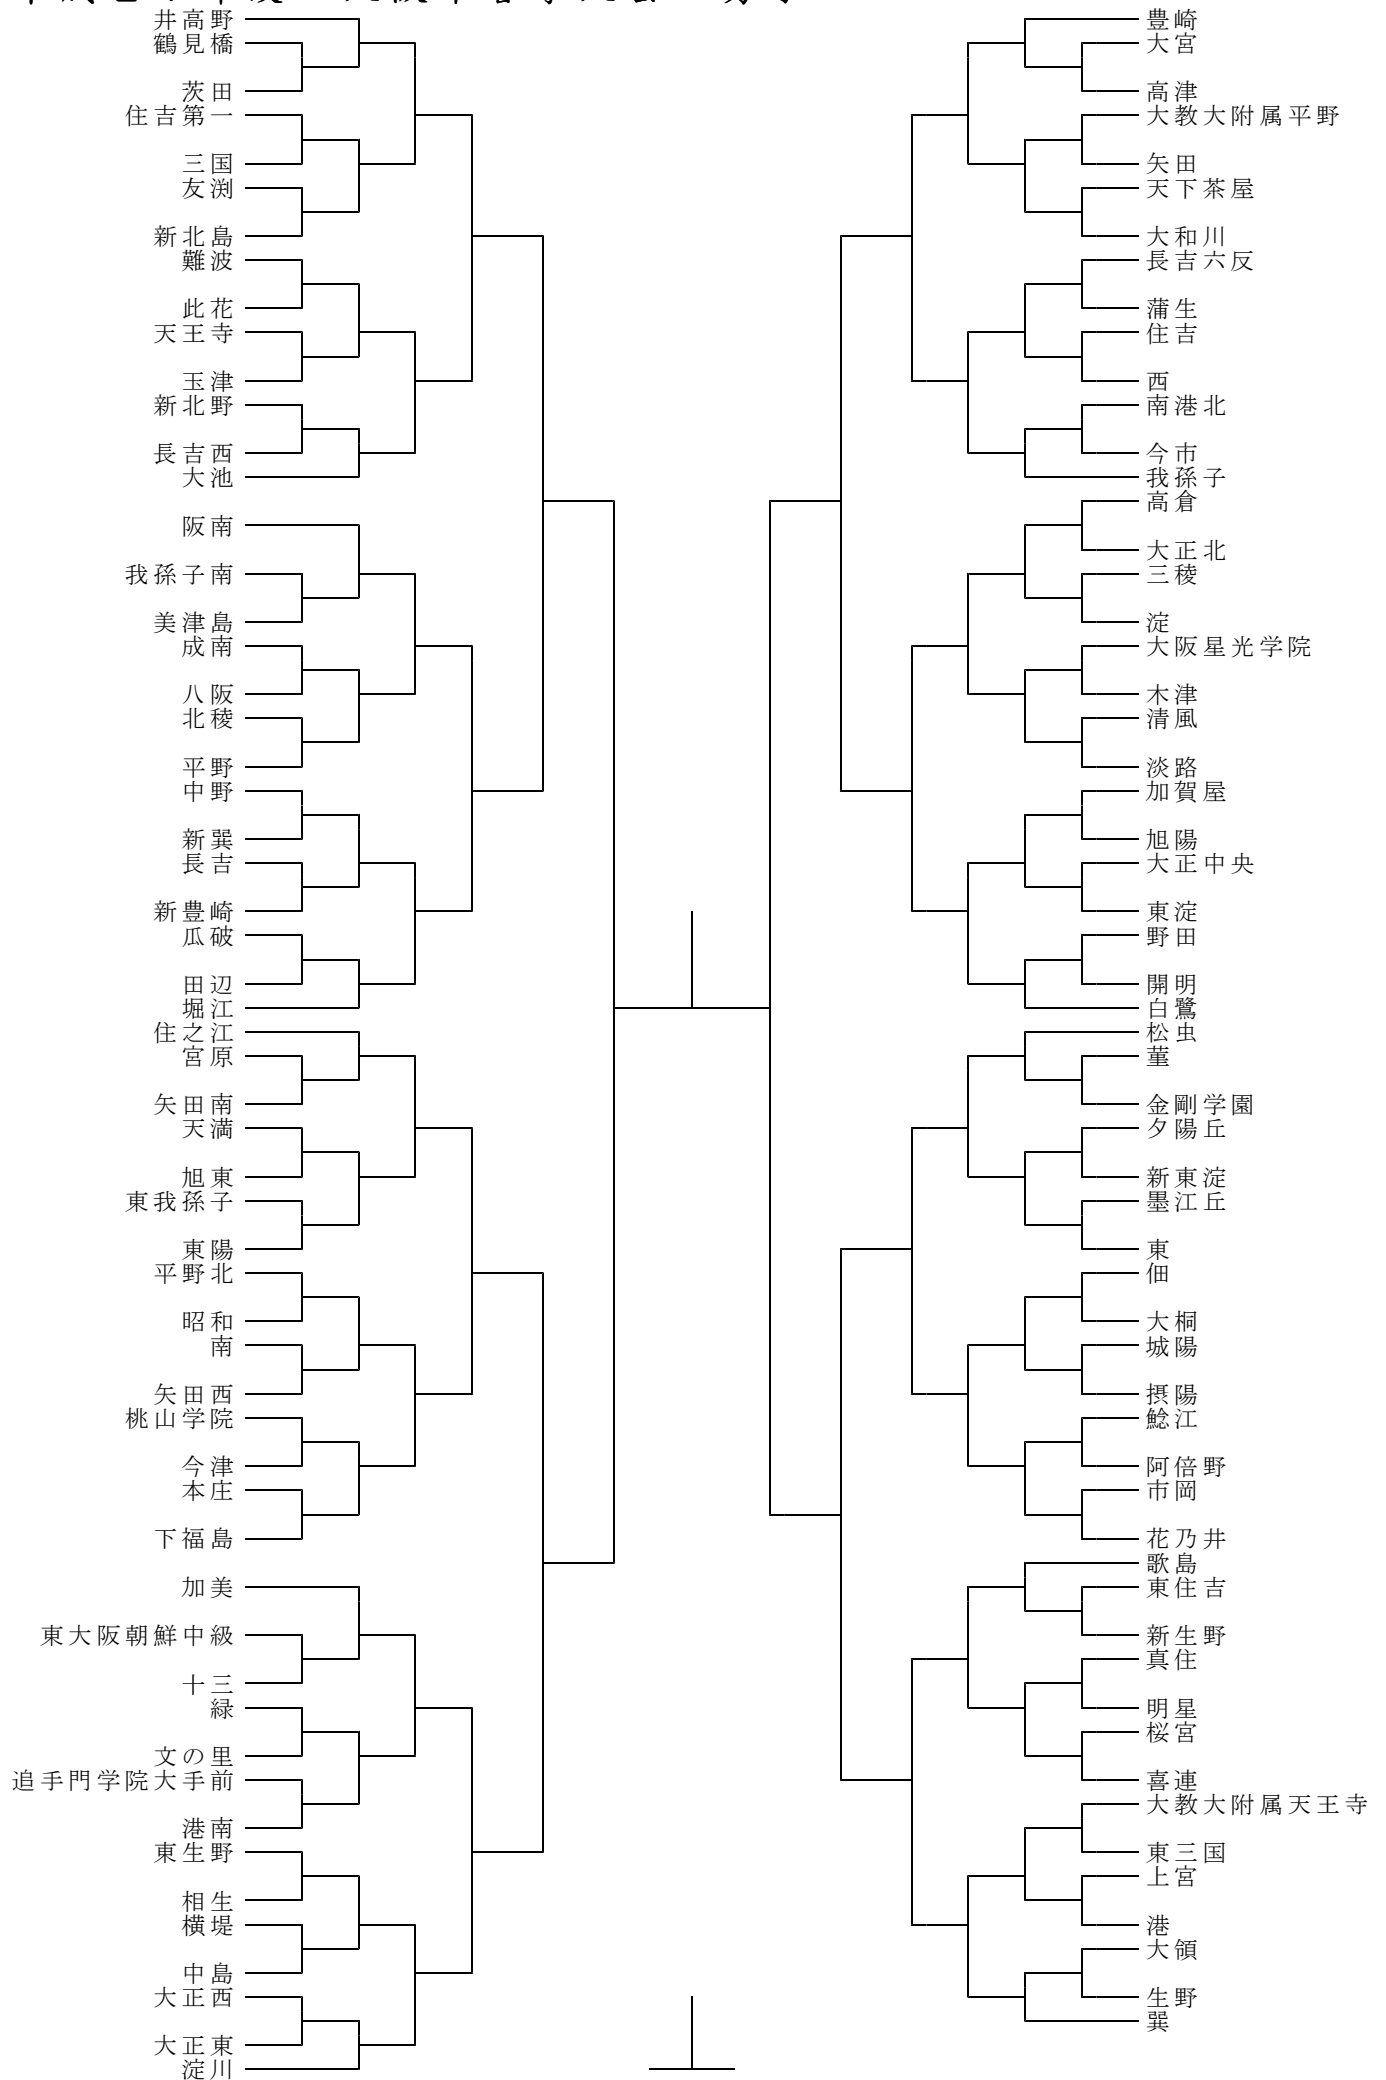 井高野
鶴見橋
茨田
住吉第一
三国
友渕
新北島
難波
此花
天王寺
玉津
新北野
長吉西
大池
阪南
我孫子南
美津島
成南
八阪
北稜
平野
中野
新巽
長吉
新豊崎
瓜破
田辺
堀江
住之江
宮原
矢田南
天満
旭東
東我孫子
東陽
平野北
昭和
南
矢田西
桃山学院
今津
本庄
下福島
加美
東大阪朝鮮中級
十三
緑
文の里
追手門学院大手前
港南
東生野
相生
横堤
中島
大正西
大正東
淀川
豊崎
大宮
高津
大教大附属平野
矢田
天下茶屋
大和川
長吉六反
蒲生
住吉
西
南港北
今市
我孫子
高倉
大正北
三稜
淀
大阪星光学院
木津
清風
淡路
加賀屋
旭陽
大正中央
東淀
野田
開明
白鷺
松虫
菫
金剛学園
夕陽丘
新東淀
墨江丘
東
佃
大桐
城陽
摂陽
鯰江
阿倍野
市岡
花乃井
歌島
東住吉
新生野
真住
明星
桜宮
喜連
大教大附属天王寺
東三国
上宮
港
大領
生野
巽